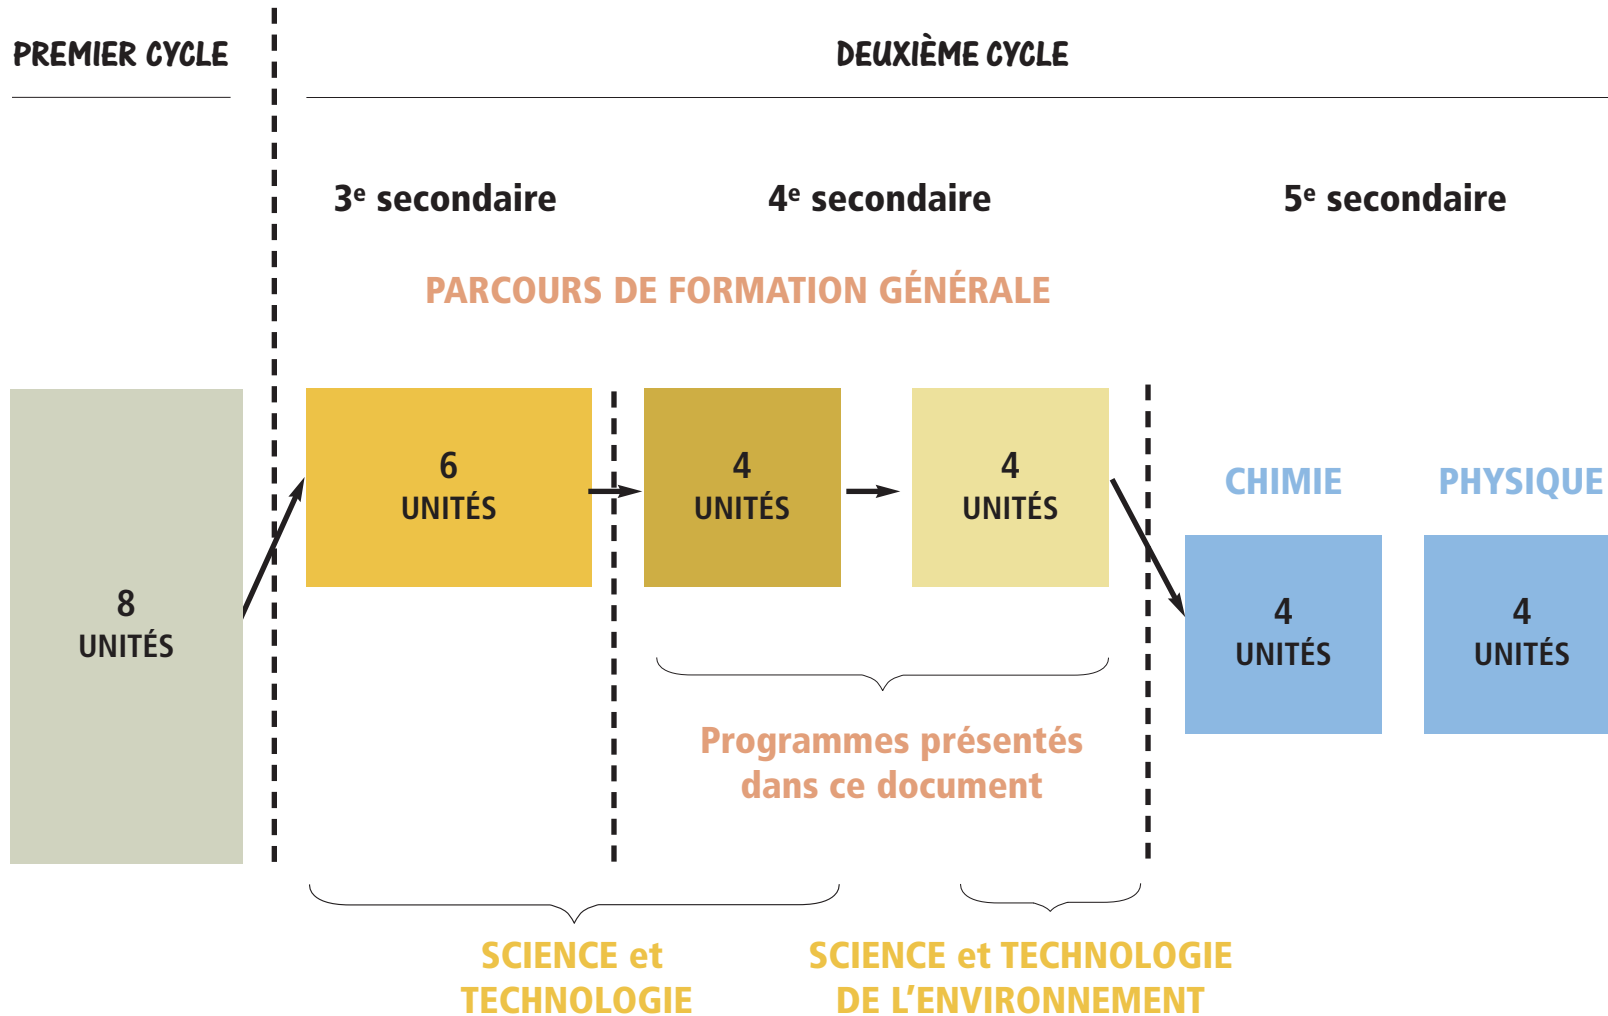 PREMIER CYCLE
DEUXIÈME CYCLE
3e secondaire
4e secondaire
5e secondaire
PARCOURS DE FORMATION GÉNÉRALE
8
UNITÉS
6
UNITÉS
4
UNITÉS
4
UNITÉS
CHIMIE
4
UNITÉS
PHYSIQUE
4
UNITÉS
Programmes présentés
dans ce document
SCIENCE et
TECHNOLOGIE
SCIENCE et TECHNOLOGIE
DE L’ENVIRONNEMENT